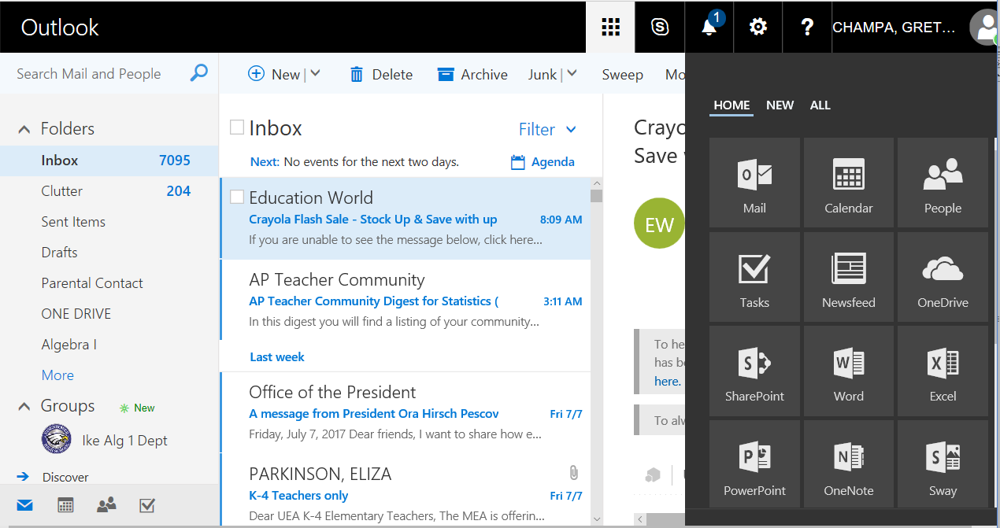 Outlook
1
CHAMPA, GRET...
Search Mail and People
New Delete Archive Junk Sweep Mo
HOME NEW ALL
Folders
Inbox 7095
Clutter 204
Sent Items
Drafts
Parental Contact
ONE DRIVE
Algebra I
More
Groups New
Ike Alg 1 Dept
Discover
Inbox Filter
Next: No events for the next two days. Agenda
Education World
Crayola Flash Sale - Stock Up & Save with up 8:09 AM
If you are unable to see the message below, click here...
AP Teacher Community
AP Teacher Community Digest for Statistics ( 3:11 AM
In this digest you will find a listing of your community...
Last week
Office of the President
A message from President Ora Hirsch Pescov Fri 7/7
Friday, July 7, 2017 Dear friends, I want to share how e...
PARKINSON, ELIZA
K-4 Teachers only Fri 7/7
Dear UEA K-4 Elementary Teachers, The MEA is offerin...
Crayo
Save
EW
To he
has be
here.
To alw
Mail Calendar People
Tasks Newsfeed OneDrive
SharePoint Word Excel
PowerPoint OneNote Sway